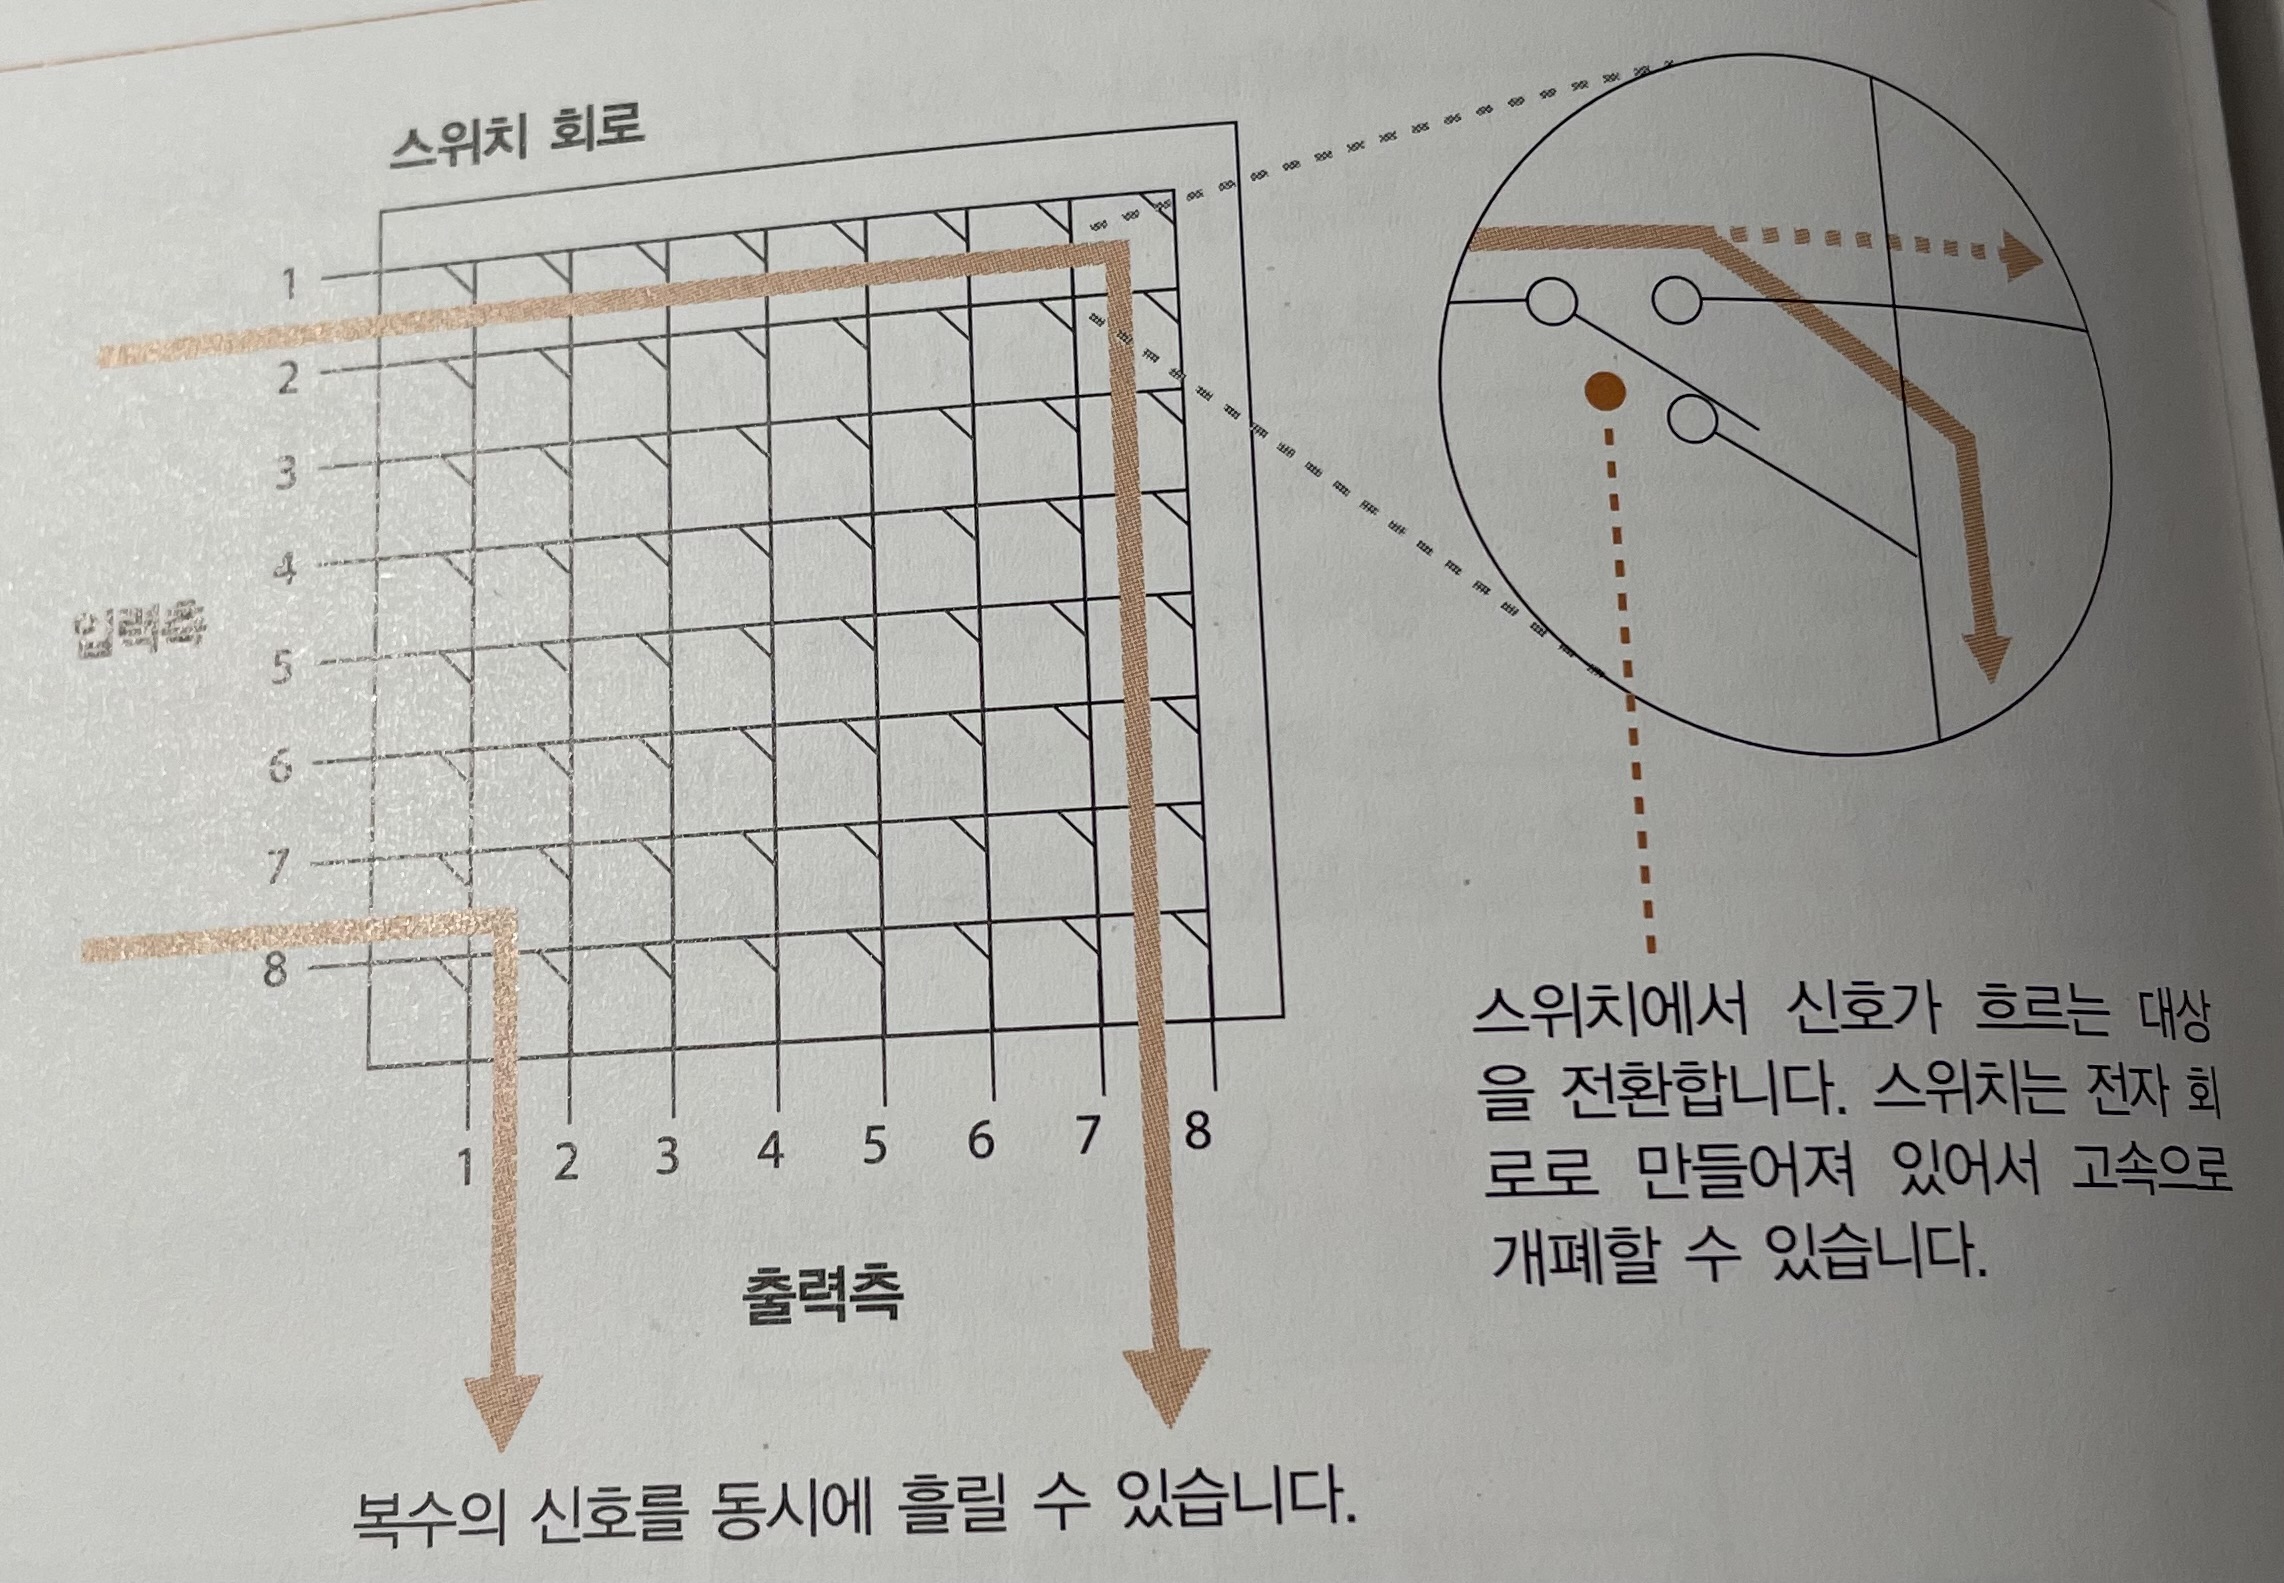 스위치 회로
1
2
3
4
5
6
7
8
입력측
1 2 3 4 5 6 7 8
출력측
복수의 신호를 동시에 흘릴 수 있습니다.
스위치에서 신호가 흐르는 대상
을 전환합니다. 스위치는 전자 회
로로 만들어져 있어서 고속으로
개폐할 수 있습니다.